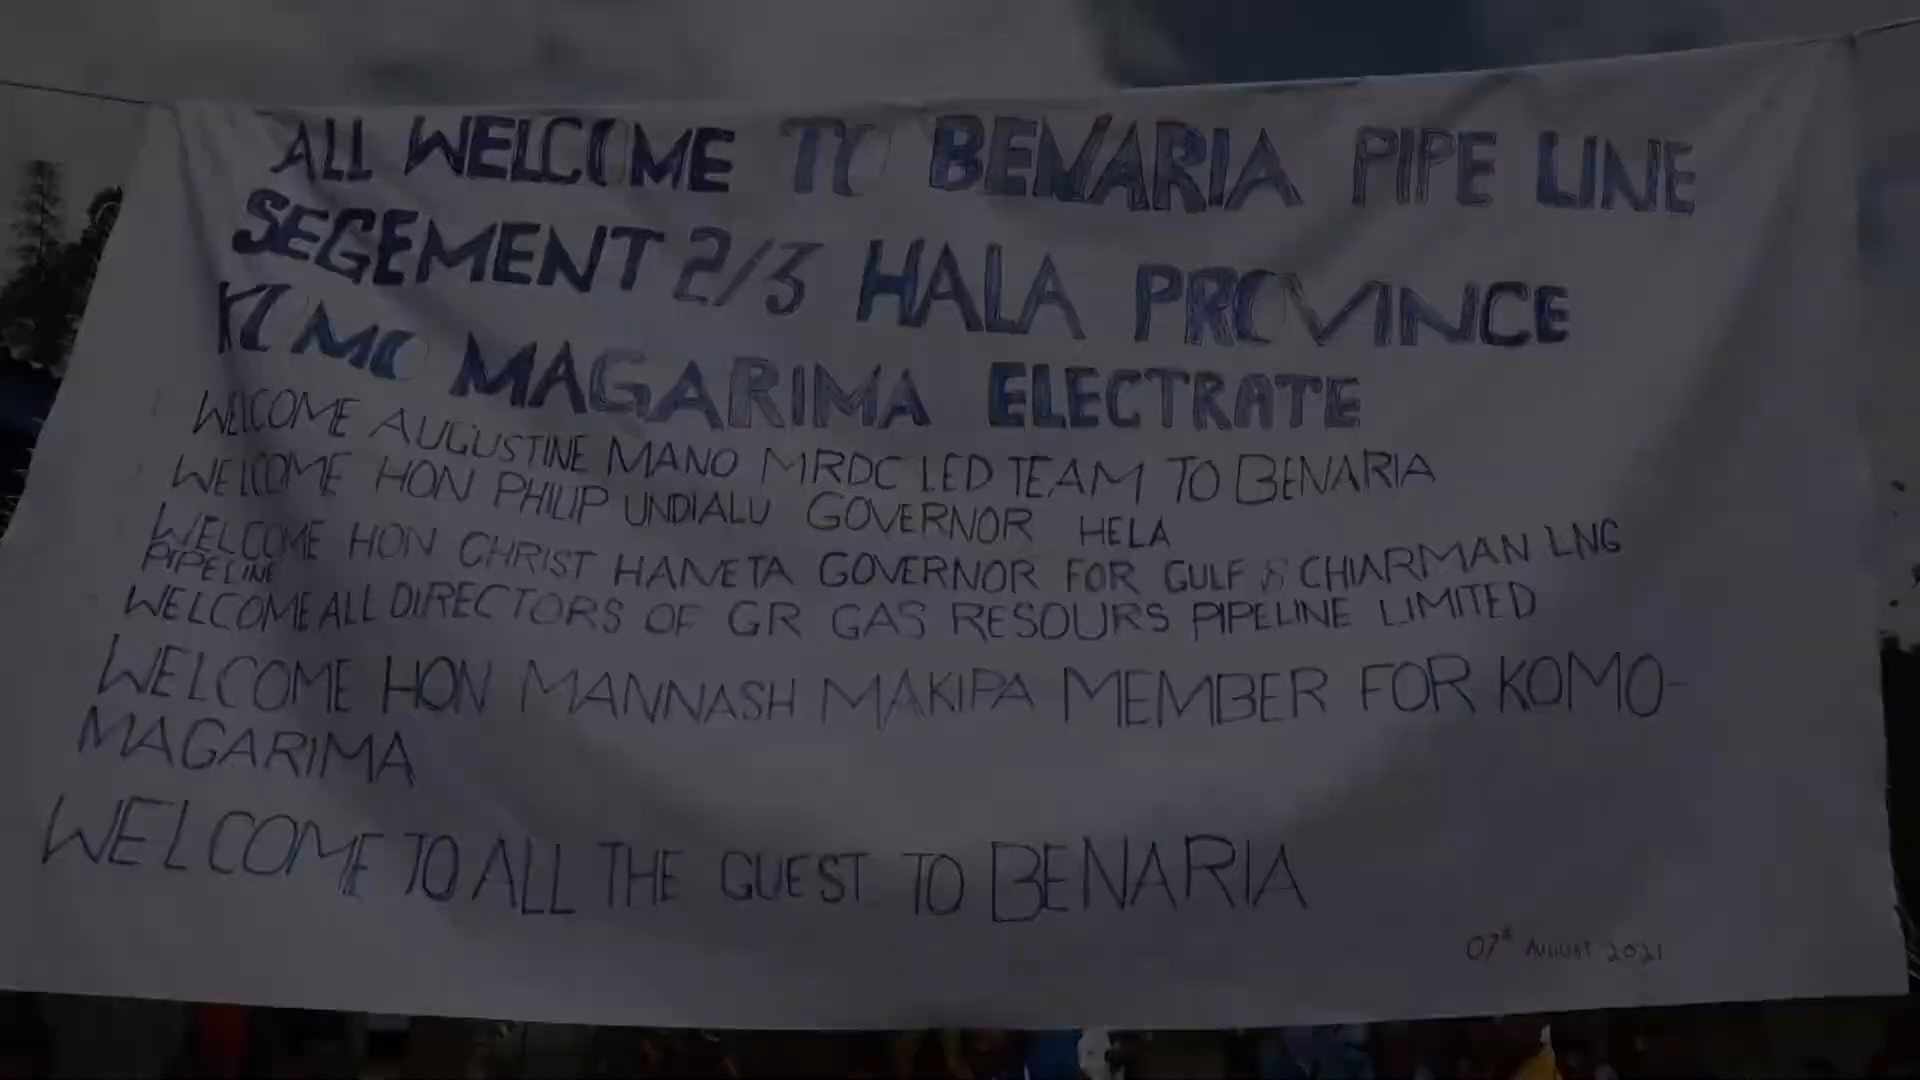 ALL WELCOME TO BENARIA PIPE LINE
SEGEMENT 2/3 HALA PROVINCE
KOMO MAGARIMA ELECTRATE
WELCOME AUGUSTINE MANO MRDC LED TEAM TO BENARIA
WELCOME HON PHILIP UNDIALU GOVERNOR HELA
WELCOME HON CHRIST HANETA GOVERNOR FOR GULF & CHIARMAN LNG
PIPELINE
WELCOME ALL DIRECTORS OF GR GAS RESOURS PIPELINE LIMITED
WELCOME HON MANNASH MAKIPA MEMBER FOR KOMO-
MAGARIMA
WELCOME TO ALL THE GUEST TO BENARIA
07th AUGUST 2021